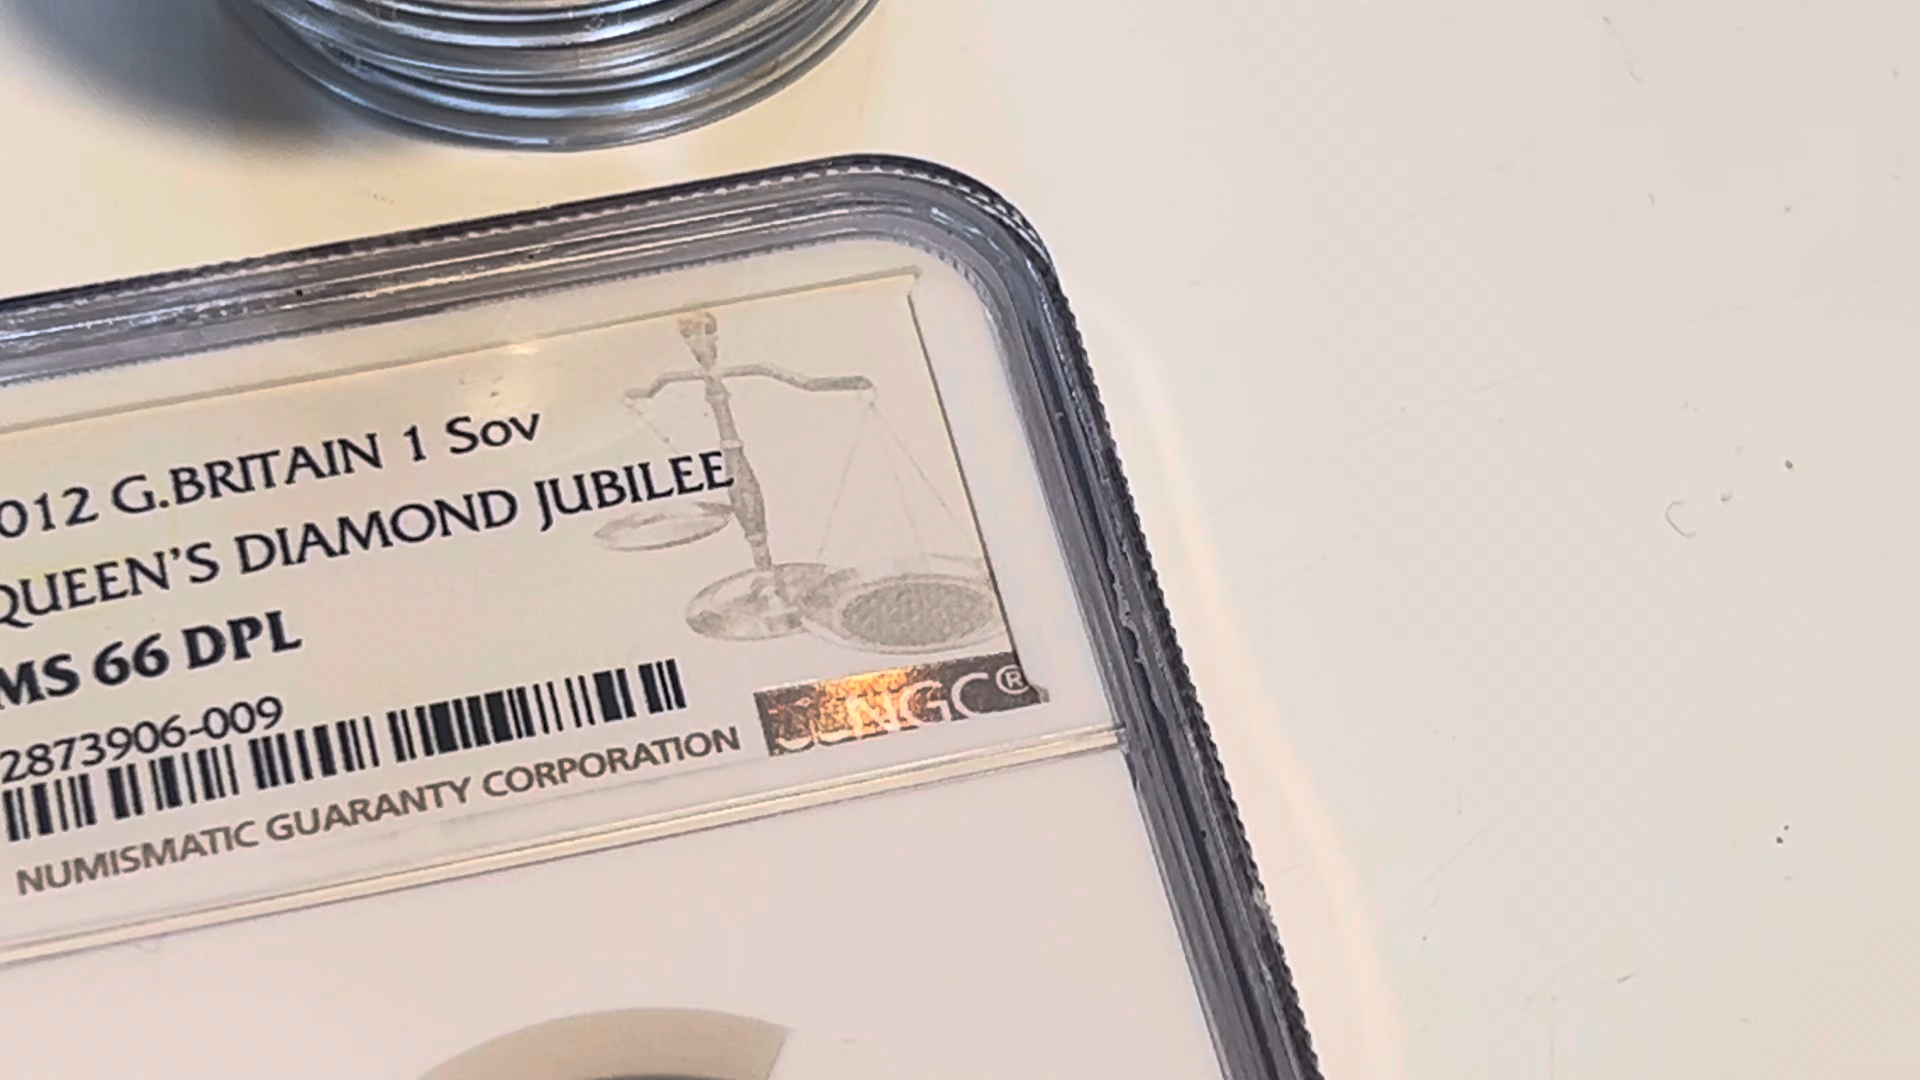 012 G.BRITAIN 1 Sov
QUEEN'S DIAMOND JUBILEE
MS 66 DPL
2873906-009
NUMISMATIC GUARANTY CORPORATION
NGC®